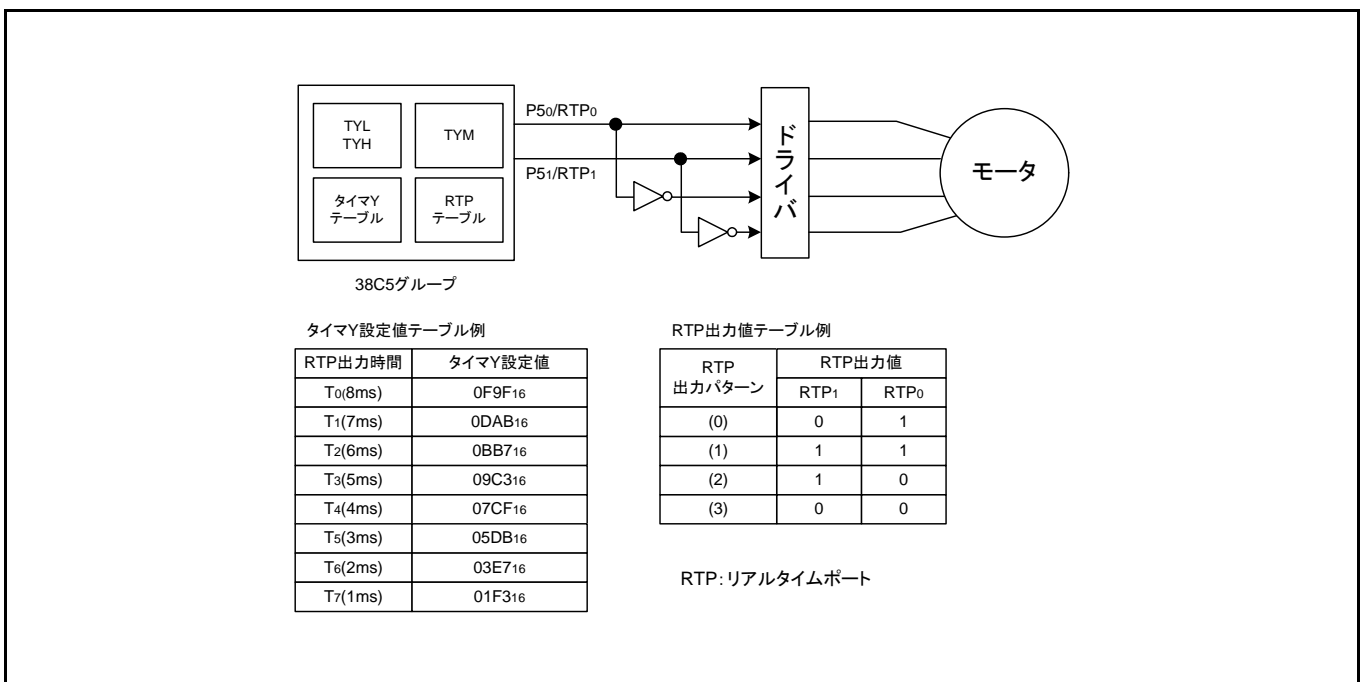 P50/RTP0
TYL
TYH
TYM
P51/RTP1
タイマY
テーブル
RTP
テーブル
ドライバ
モータ
38C5グループ
タイマY設定値テーブル例
RTP出力時間 タイマY設定値
T0(8ms) 0F9F16
T1(7ms) 0DAB16
T2(6ms) 0BB716
T3(5ms) 09C316
T4(4ms) 07CF16
T5(3ms) 05DB16
T6(2ms) 03E716
T7(1ms) 01F316
RTP出力値テーブル例
RTP
出力パターン
RTP出力値
RTP1 RTP0
(0) 0 1
(1) 1 1
(2) 1 0
(3) 0 0
RTP:リアルタイムポート